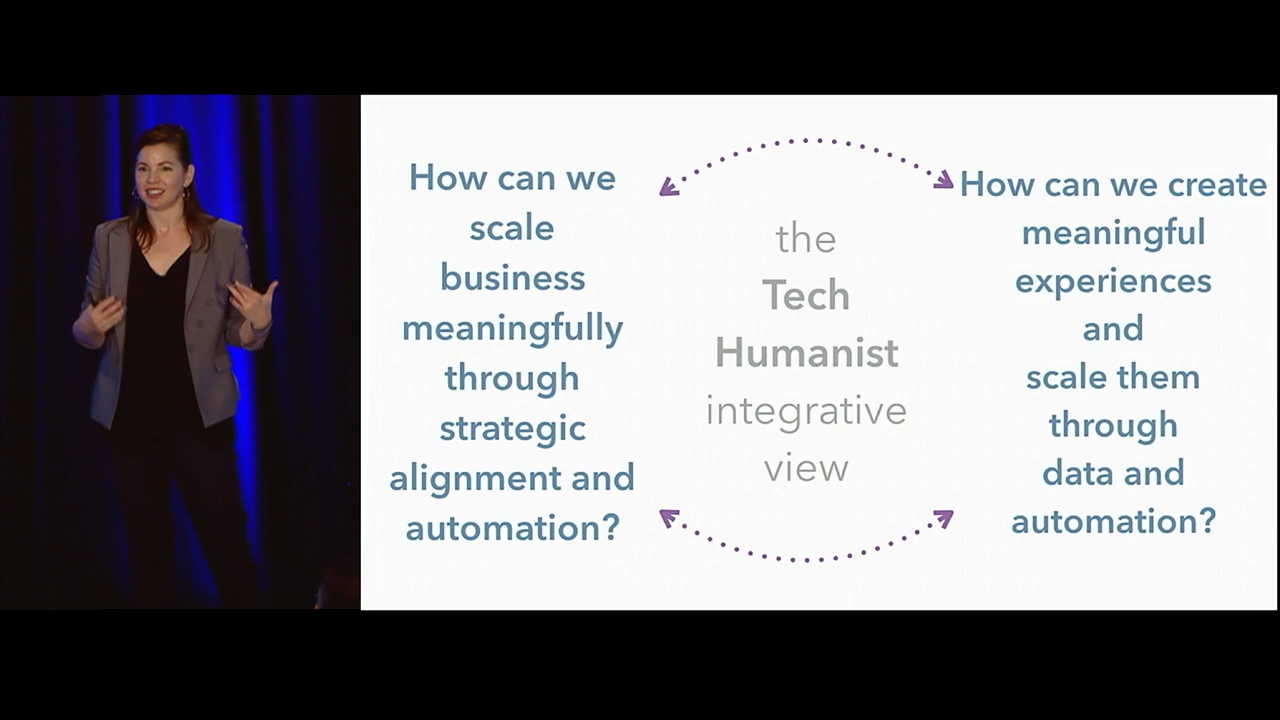 How can we
scale
business
meaningfully
through
strategic
alignment and
automation?
the
Tech
Humanist
integrative
view
How can we create
meaningful
experiences
and
scale them
through
data and
automation?